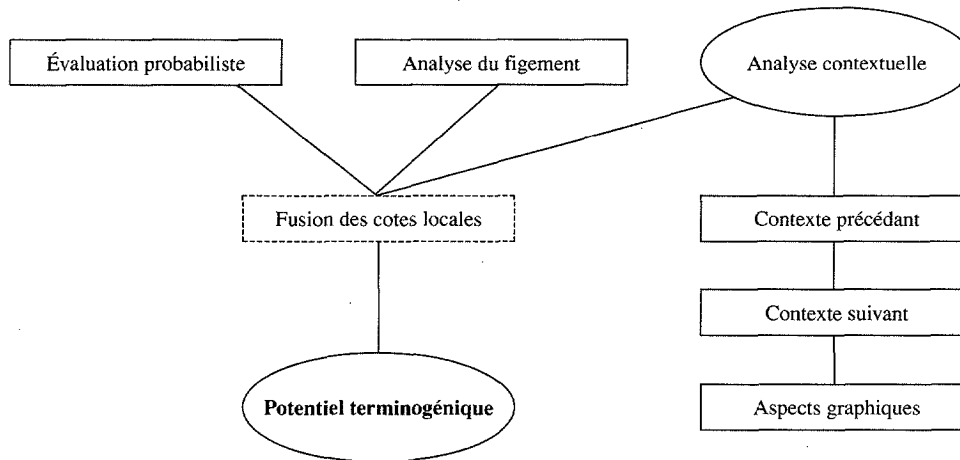 Évaluation probabiliste
Analyse du figement
Analyse contextuelle
Fusion des cotes locales
Contexte précédant
Contexte suivant
Potentiel terminogénique
Aspects graphiques